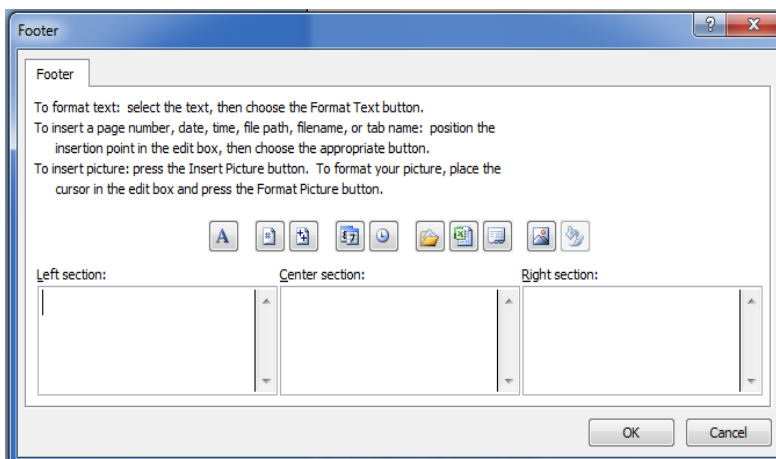 Footer
Footer
To format text: select the text, then choose the Format Text button.
To insert a page number, date, time, file path, filename, or tab name: position the
insertion point in the edit box, then choose the appropriate button.
To insert picture: press the Insert Picture button. To format your picture, place the
cursor in the edit box and press the Format Picture button.
A
Left section: Center section: Right section:
OK Cancel